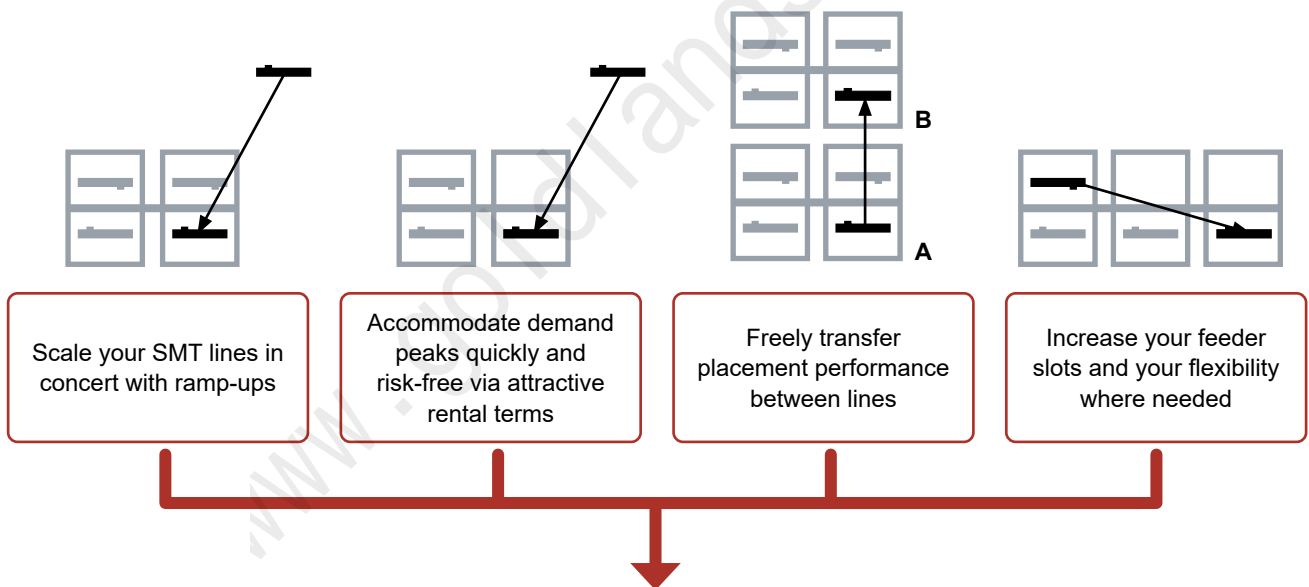 B
A
Scale your SMT lines in
concert with ramp-ups
Accommodate demand
peaks quickly and
risk-free via attractive
rental terms
Freely transfer
placement performance
between lines
Increase your feeder
slots and your flexibility
where needed